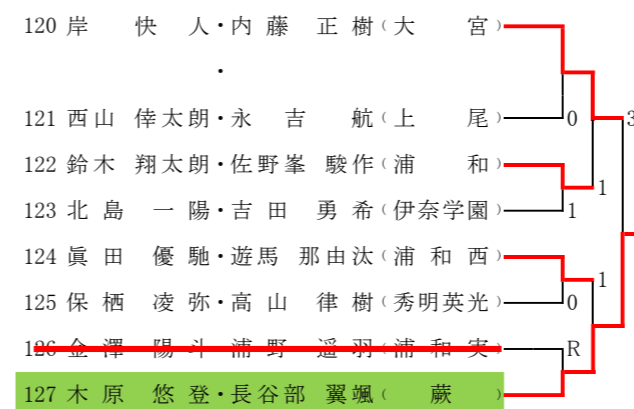 120 岸 快 人・内 藤 正 樹（大 宮）
・
121 西山 倖太朗・永 吉 航（上 尾） 0 3
122 鈴木 翔太朗・佐野峯 駿作（浦 和）
1
123 北 島 一 陽・吉 田 勇 希（伊奈学園） 1
124 眞 田 優 馳・遊馬 那由汰（浦 和 西）
1
125 保 栖 凌 弥・高 山 律 樹（秀明英光） 0
126 金 澤 陽 斗・浦 野 遥 羽（浦 和 実） R
127 木 原 悠 登・長谷部 翼颯（ 蕨 ）